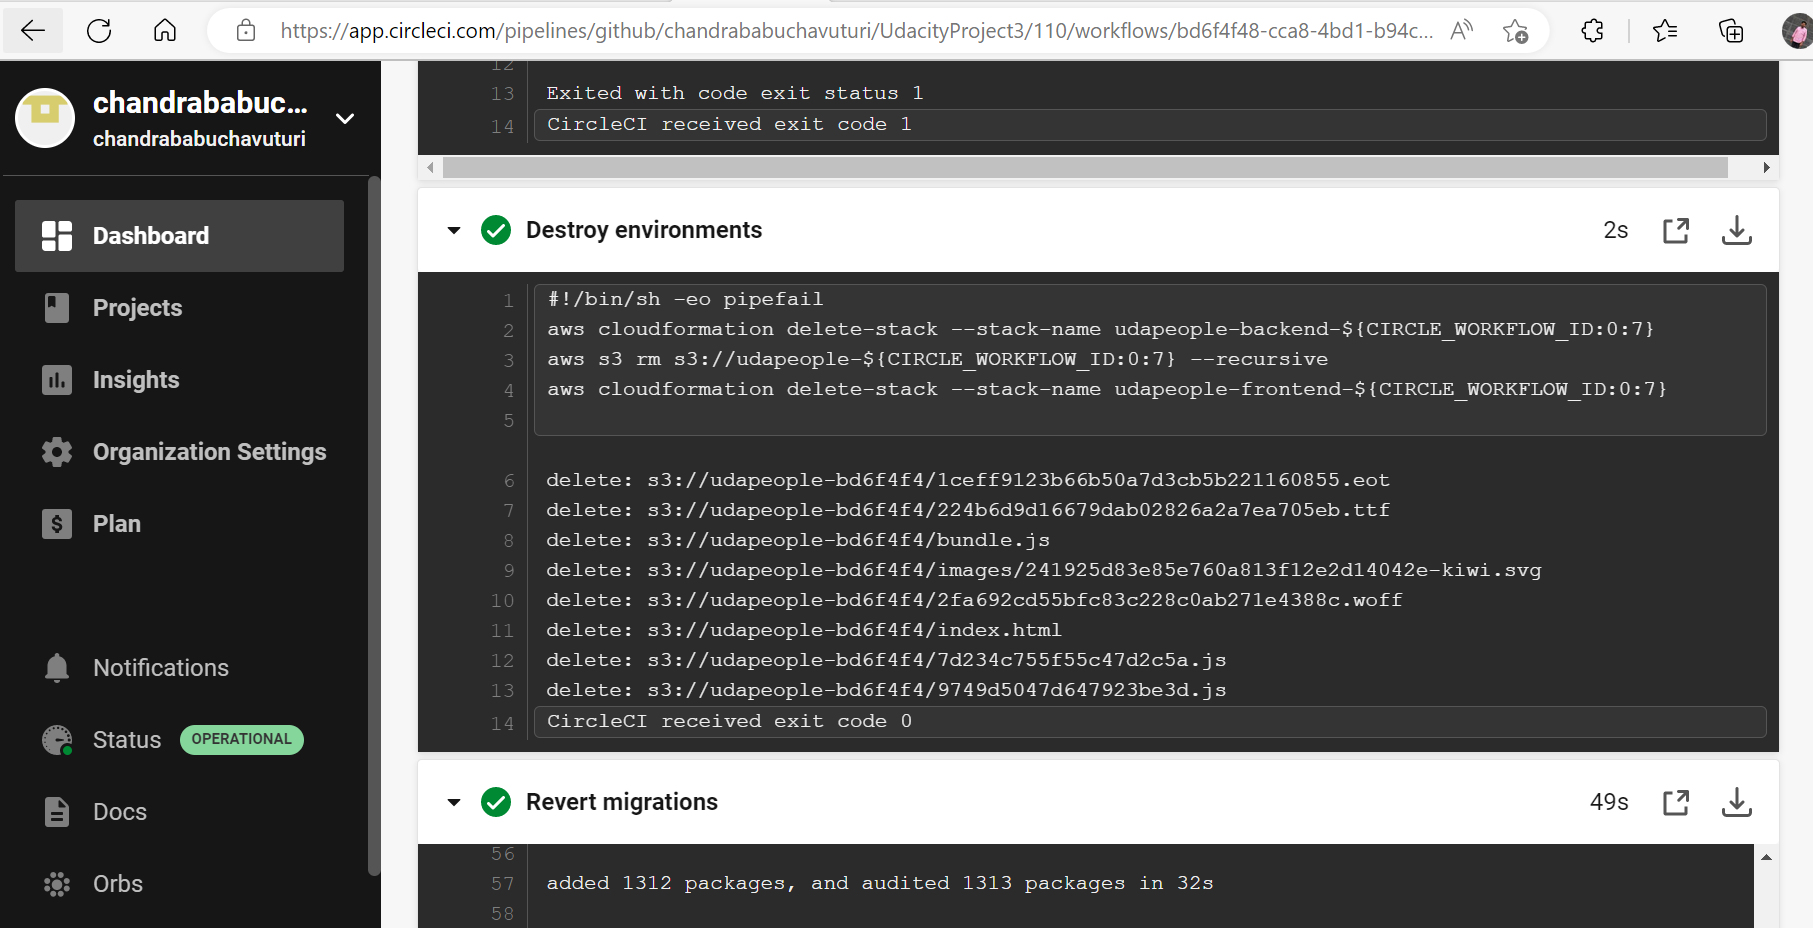 https://app.circleci.com/pipelines/github/chandrababuchavuturi/UdacityProject3/110/workflows/bd6f4f48-cca8-4bd1-b94c...
chandrababuc...
chandrababuchavuturi
Dashboard
Projects
Insights
Organization Settings
Plan
Notifications
Status OPERATIONAL
Docs
Orbs
12
13 Exited with code exit status 1
14 CircleCI received exit code 1
Destroy environments 2s
1 #!/bin/sh -eo pipefail
2 aws cloudformation delete-stack --stack-name udapeople-backend-${CIRCLE_WORKFLOW_ID:0:7}
3 aws s3 rm s3://udapeople-${CIRCLE_WORKFLOW_ID:0:7} --recursive
4 aws cloudformation delete-stack --stack-name udapeople-frontend-${CIRCLE_WORKFLOW_ID:0:7}
5
6 delete: s3://udapeople-bd6f4f4/1ceff9123b66b50a7d3cb5b221160855.eot
7 delete: s3://udapeople-bd6f4f4/224b6d9d16679dab02826a2a7ea705eb.ttf
8 delete: s3://udapeople-bd6f4f4/bundle.js
9 delete: s3://udapeople-bd6f4f4/images/241925d83e85e760a813f12e2d14042e-kiwi.svg
10 delete: s3://udapeople-bd6f4f4/2fa692cd55bfc83c228c0ab271e4388c.woff
11 delete: s3://udapeople-bd6f4f4/index.html
12 delete: s3://udapeople-bd6f4f4/7d234c755f55c47d2c5a.js
13 delete: s3://udapeople-bd6f4f4/9749d5047d647923be3d.js
14 CircleCI received exit code 0
Revert migrations 49s
56
57 added 1312 packages, and audited 1313 packages in 32s
58